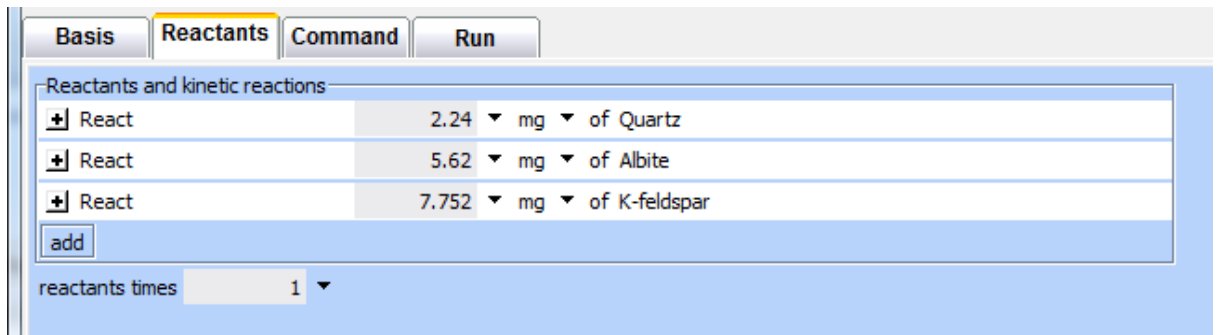 Basis Reactants Command Run
Reactants and kinetic reactions
+ React 2.24 mg of Quartz
+ React 5.62 mg of Albite
+ React 7.752 mg of K-feldspar
add
reactants times 1